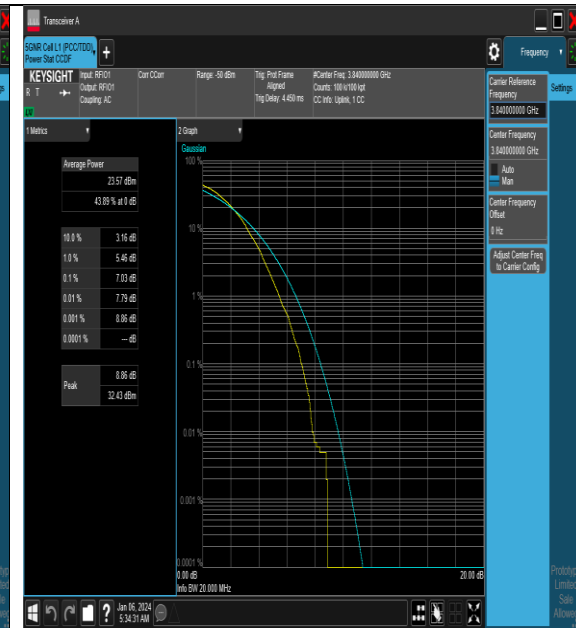 Transceiver A
5GNR Cell L1 (PCC/TDD),
Power Stat CCDF
Frequency
KEYSIGHT
R T
LV
Input: RFIO1
Output: RFIO1
Coupling: AC
Corr CCorr
Range: -50 dBm
Trig: Prot Frame
Aligned
Trig Delay: 4.450 ms
#Center Freq: 3.840000000 GHz
Counts: 100 k/100 kpt
CC Info: Uplink, 1 CC
1 Metrics
Average Power
23.57 dBm
43.89 % at 0 dB
10.0 % 3.16 dB
1.0 % 5.46 dB
0.1 % 7.03 dB
0.01 % 7.79 dB
0.001 % 8.86 dB
0.0001 % --- dB
Peak
8.86 dB
32.43 dBm
2 Graph
Gaussian
100 %
10 %
1 %
0.1 %
0.01 %
0.001 %
0.0001 %
0.00 dB
20.00 dB
Info BW 20.000 MHz
Carrier Reference
Frequency
3.840000000 GHz
Center Frequency
3.840000000 GHz
Auto
Man
Center Frequency
Offset
0 Hz
Adjust Center Freq
to Carrier Config
Settings
Limited
Sale
Jan 06, 2024
5:34:31 AM